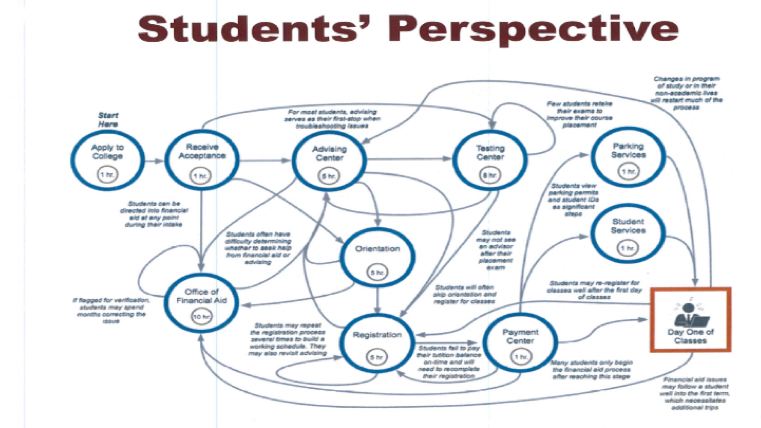 Students' Perspective
Start
Here
Apply to
College
1 hr.
Receive
Acceptance
1 hr.
For most students, advising
serves as their first-stop when
troubleshooting issues
Advising
Center
5 hr.
Testing
Center
8 hr.
Few students retake
their exams to
improve their course
placement
Changes in program
of study or in their
non-academic lives
will restart much of the
process
Parking
Services
1 hr.
Students view
parking permits
and student IDs
as significant
steps
Student
Services
1 hr.
Students can be
directed into financial
aid at any point
during their intake
Students often have
difficulty determining
whether to seek help
from financial aid or
advising
Orientation
5 hr.
Students
may not see
an advisor
after their
placement
exam
Office of
Financial Aid
10 hr.
If flagged for verification,
students may spend
months correcting the
issue
Students will often
skip orientation and
register for classes
Students may re-register for
classes well after the first day
of classes
Students may repeat
the registration process
several times to build a
working schedule. They
may also revisit advising
Registration
5 hr
Students fail to pay
their tuition balance
on-time and will
need to recomplete
their registration
Payment
Center
1 hr.
Many students only begin
the financial aid process
after reaching this stage
Day One of
Classes
Financial aid issues
may follow a student
well into the first term,
which necessitates
additional trips